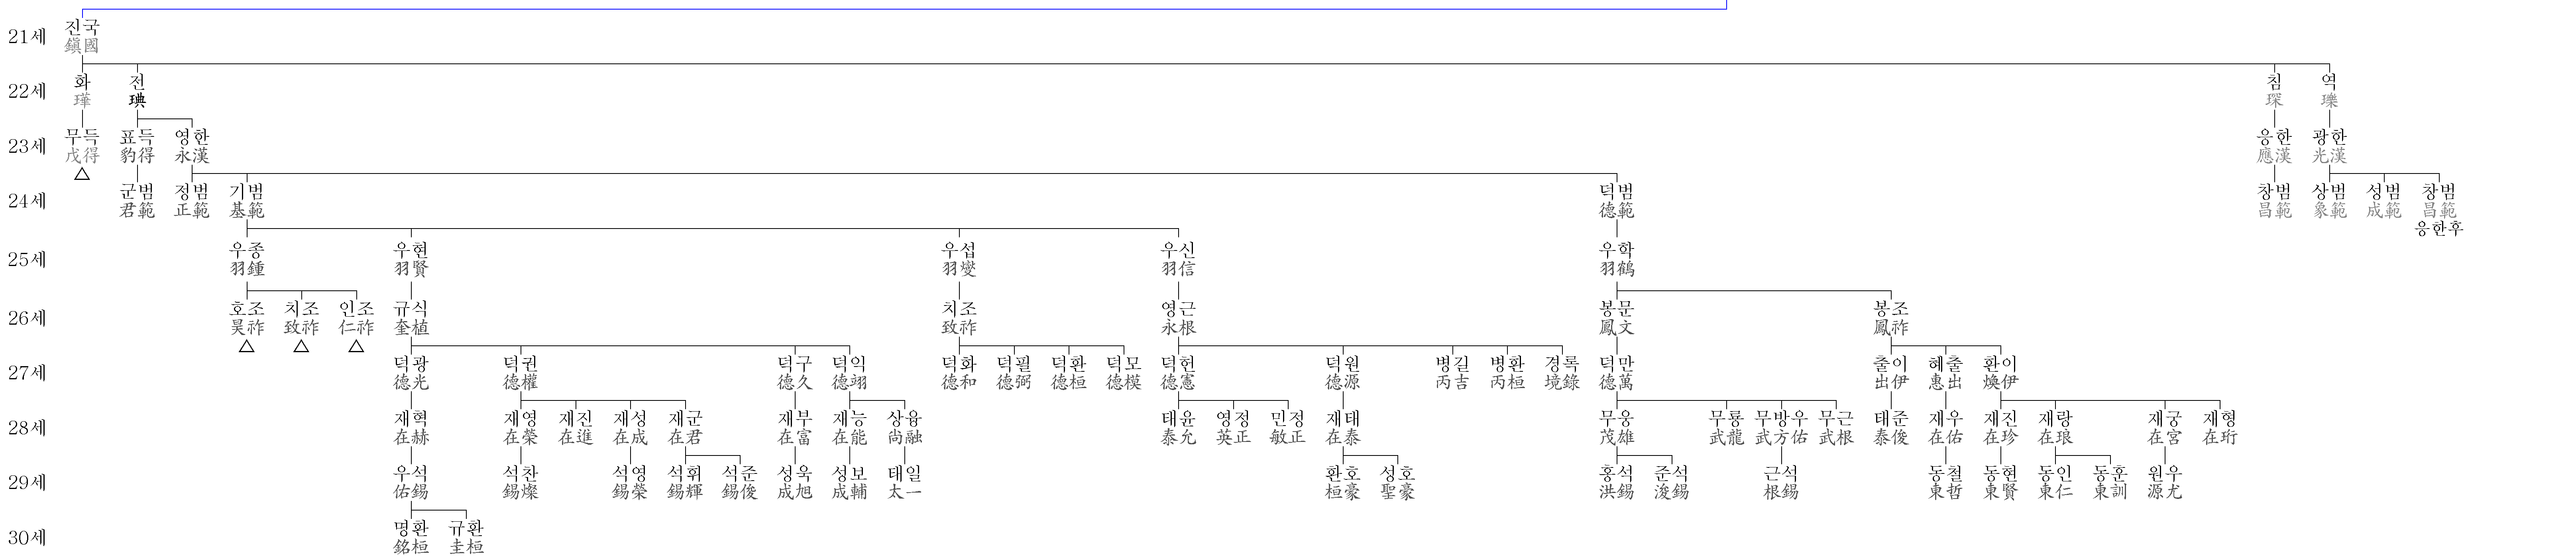 21세 진국
鎭國
22세 화 전 침 역
璍 琠 琛 瓅
23세 무득 표득 영한 응한 광한
戊得 豹得 永漢 應漢 光漢
△
24세 군범 정범 기범 덕범 창범 상범 성범 창범
君範 正範 基範 德範 昌範 象範 成範 昌範
응한후
25세 우종 우현 우섭 우신 우학
羽鍾 羽賢 羽燮 羽信 羽鶴
26세 호조 치조 인조 규식 치조 영근 봉문 봉조
昊祚 致祚 仁祚 奎植 致祚 永根 鳳文 鳳祚
△ △ △
27세 덕광 덕권 덕구 덕익 덕화 덕필 덕환 덕모 덕헌 덕원 병길 병환 경록 덕만 출이 혜출 환이
德光 德權 德久 德翊 德和 德弼 德桓 德模 德憲 德源 丙吉 丙桓 境錄 德萬 出伊 惠出 煥伊
28세 재혁 재영 재진 재성 재군 재부 재능 상융 태윤 영정 민정 재태 무웅 무룡 무방우 무근 태준 재우 재진 재랑 재궁 재형
在赫 在榮 在進 在成 在君 在富 在能 尙融 泰允 英正 敏正 在泰 茂雄 武龍 武方佑 武根 泰俊 在佑 在珍 在琅 在宮 在珩
29세 우석 석찬 석영 석휘 석준 성욱 성보 태일 환호 성호 홍석 준석 근석 동철 동현 동인 동훈 원우
佑錫 錫燦 錫榮 錫輝 錫俊 成旭 成輔 太一 桓豪 聖豪 洪錫 浚錫 根錫 東哲 東賢 東仁 東訓 源尤
30세 명환 규환
銘桓 圭桓